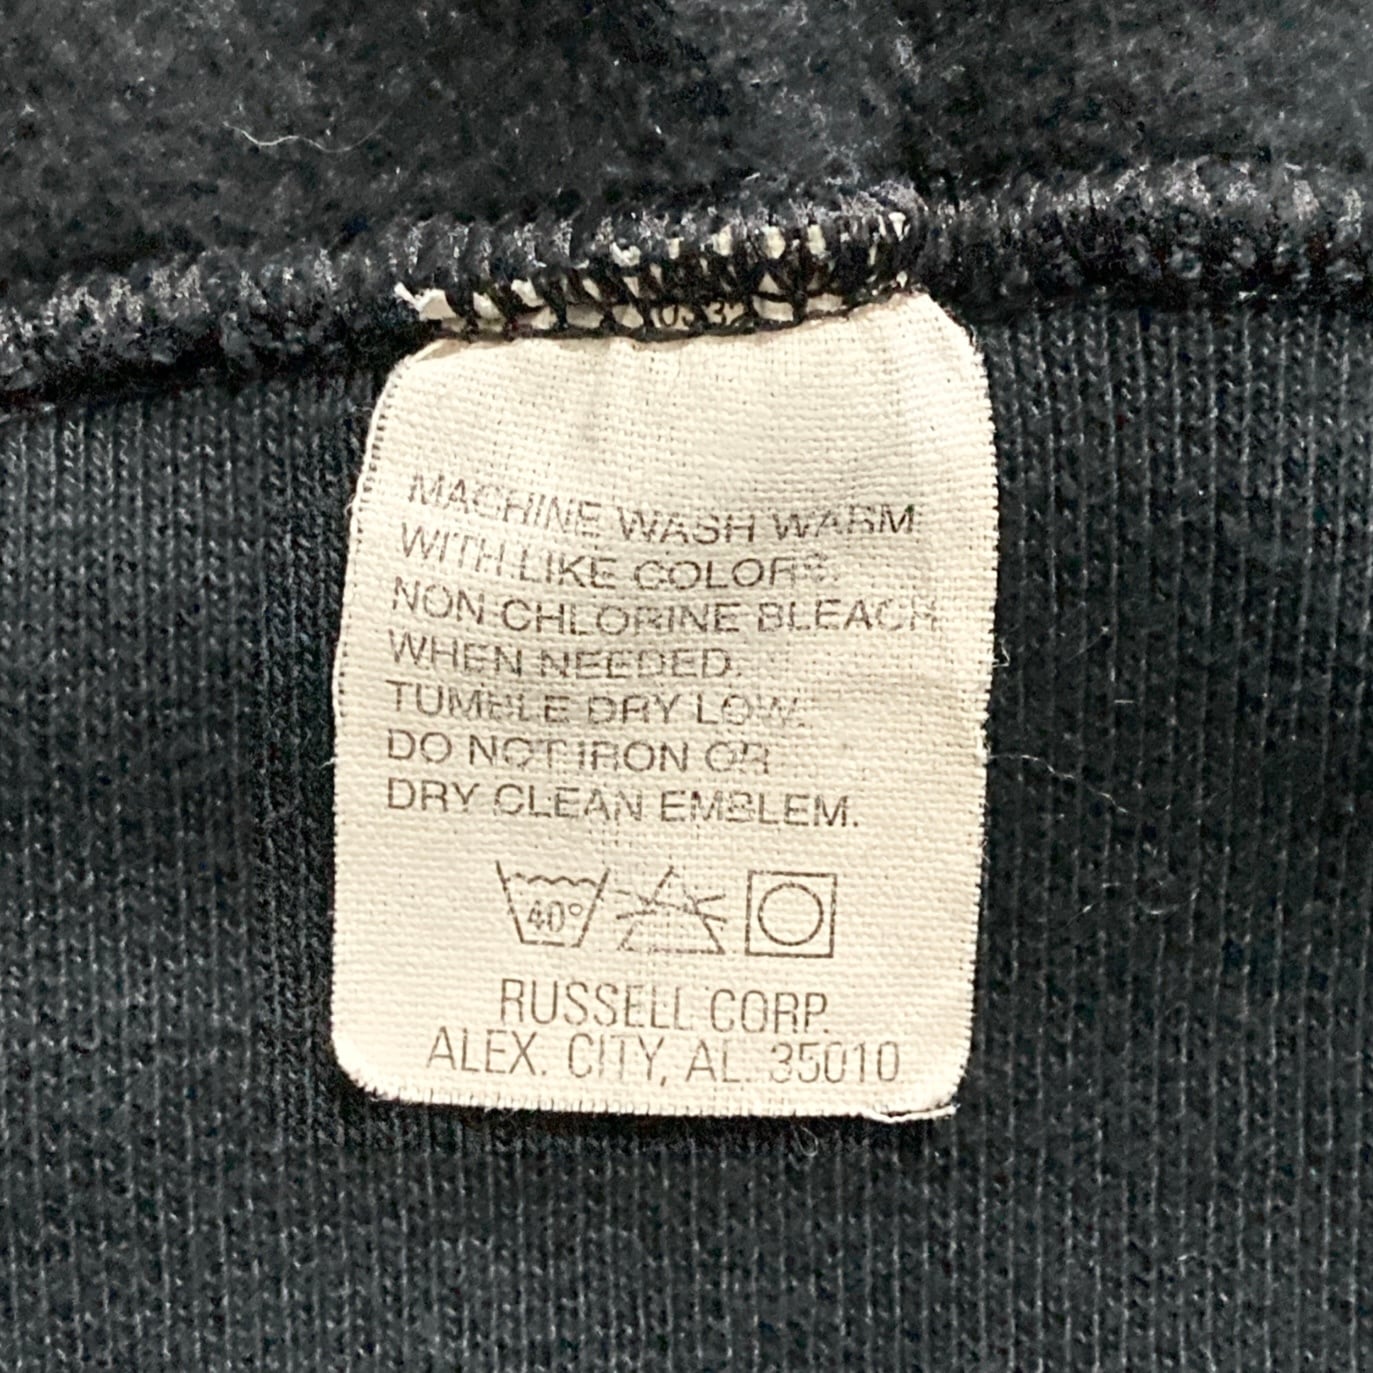 MACHINE WASH WARM
WITH LIKE COLORS.
NON-CHLORINE BLEACH
WHEN NEEDED.
TUMBLE DRY LOW.
DO NOT IRON OR
DRY CLEAN EMBLEM.
40°
RUSSELL CORP.
ALEX. CITY, AL. 35010